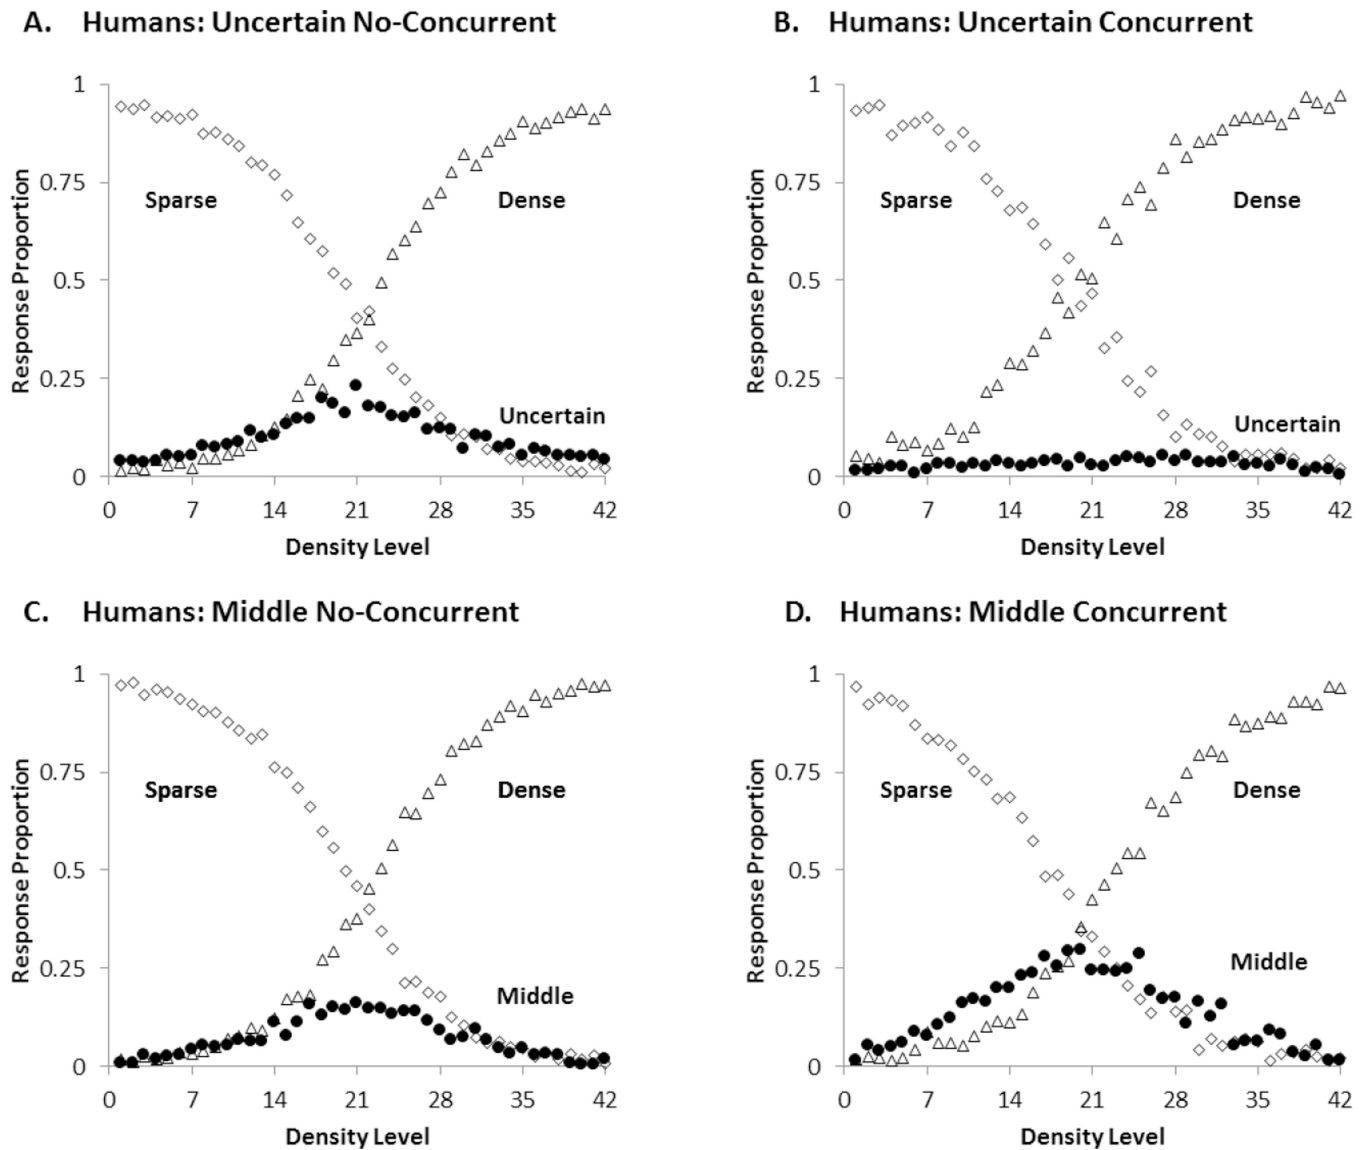 A. Humans: Uncertain No-Concurrent
1
0.75
0.5
0.25
0
Response Proportion
Sparse
Dense
Uncertain
0 7 14 21 28 35 42
Density Level
B. Humans: Uncertain Concurrent
1
0.75
0.5
0.25
0
Response Proportion
Sparse
Dense
Uncertain
0 7 14 21 28 35 42
Density Level
C. Humans: Middle No-Concurrent
1
0.75
0.5
0.25
0
Response Proportion
Sparse
Dense
Middle
0 7 14 21 28 35 42
Density Level
D. Humans: Middle Concurrent
1
0.75
0.5
0.25
0
Response Proportion
Sparse
Dense
Middle
0 7 14 21 28 35 42
Density Level